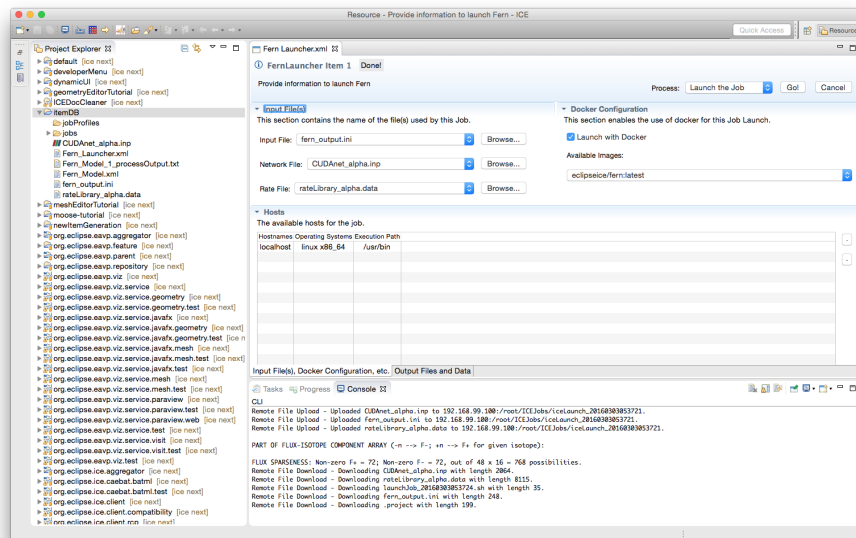 Resource - Provide information to launch Fern - ICE
Quick Access
Resource
Project Explorer
default [ice next]
developerMenu [ice next]
dynamicUI [ice next]
geometryEditorTutorial [ice next]
ICEDocCleaner [ice next]
itemDB
jobProfiles
jobs
CUDAnet_alpha.inp
Fern_Launcher.xml
Fern_Model_1_processOutput.txt
Fern_Model.xml
fern_output.ini
rateLibrary_alpha.data
meshEditorTutorial [ice next]
moose-tutorial [ice next]
newItemGeneration [ice next]
org.eclipse.eavp.aggregator [ice next]
org.eclipse.eavp.feature [ice next]
org.eclipse.eavp.parent [ice next]
org.eclipse.eavp.repository [ice next]
org.eclipse.eavp.viz [ice next]
org.eclipse.eavp.viz.service [ice next]
org.eclipse.eavp.viz.service.geometry [ice next]
org.eclipse.eavp.viz.service.geometry.test [ice next]
org.eclipse.eavp.viz.service.javafx [ice next]
org.eclipse.eavp.viz.service.javafx.geometry [ice next]
org.eclipse.eavp.viz.service.javafx.geometry.test [ice n
org.eclipse.eavp.viz.service.javafx.mesh [ice next]
org.eclipse.eavp.viz.service.javafx.mesh.test [ice next]
org.eclipse.eavp.viz.service.javafx.test [ice next]
org.eclipse.eavp.viz.service.mesh [ice next]
org.eclipse.eavp.viz.service.mesh.test [ice next]
org.eclipse.eavp.viz.service.paraview [ice next]
org.eclipse.eavp.viz.service.paraview.test [ice next]
org.eclipse.eavp.viz.service.paraview.web [ice next]
org.eclipse.eavp.viz.service.test [ice next]
org.eclipse.eavp.viz.service.visit [ice next]
org.eclipse.eavp.viz.service.visit.test [ice next]
org.eclipse.eavp.viz.test [ice next]
org.eclipse.ice.aggregator [ice next]
org.eclipse.ice.caebat.batml [ice next]
org.eclipse.ice.caebat.batml.test [ice next]
org.eclipse.ice.client [ice next]
org.eclipse.ice.client.compatibility [ice next]
org.eclipse.ice.client.rcp [ice next]
Fern Launcher.xml
FernLauncher Item 1 Done!
Provide information to launch Fern
Process: Launch the Job Go! Cancel
Input File(s)
This section contains the name of the file(s) used by this Job.
Input File: fern_output.ini Browse...
Network File: CUDAnet_alpha.inp Browse...
Rate File: rateLibrary_alpha.data Browse...
Docker Configuration
This section enables the use of docker for this Job Launch.
Launch with Docker
Available Images:
eclipseice/fern:latest
Hosts
The available hosts for the job.
Hostnames Operating Systems Execution Path
localhost linux x86_64 /usr/bin
Input File(s), Docker Configuration, etc. Output Files and Data
Tasks Progress Console
CLI
Remote File Upload - Uploaded CUDAnet_alpha.inp to 192.168.99.100:/root/ICEJobs/iceLaunch_20160303053721.
Remote File Upload - Uploaded fern_output.ini to 192.168.99.100:/root/ICEJobs/iceLaunch_20160303053721.
Remote File Upload - Uploaded rateLibrary_alpha.data to 192.168.99.100:/root/ICEJobs/iceLaunch_20160303053721.
PART OF FLUX-ISOTOPE COMPONENT ARRAY (-n --> F-; +n --> F+ for given isotope):
FLUX SPARSENESS: Non-zero F+ = 72; Non-zero F- = 72, out of 48 x 16 = 768 possibilities.
Remote File Download - Downloading CUDAnet_alpha.inp with length 2064.
Remote File Download - Downloading rateLibrary_alpha.data with length 8115.
Remote File Download - Downloading launchJob_20160303053724.sh with length 35.
Remote File Download - Downloading fern_output.ini with length 248.
Remote File Download - Downloading .project with length 199.